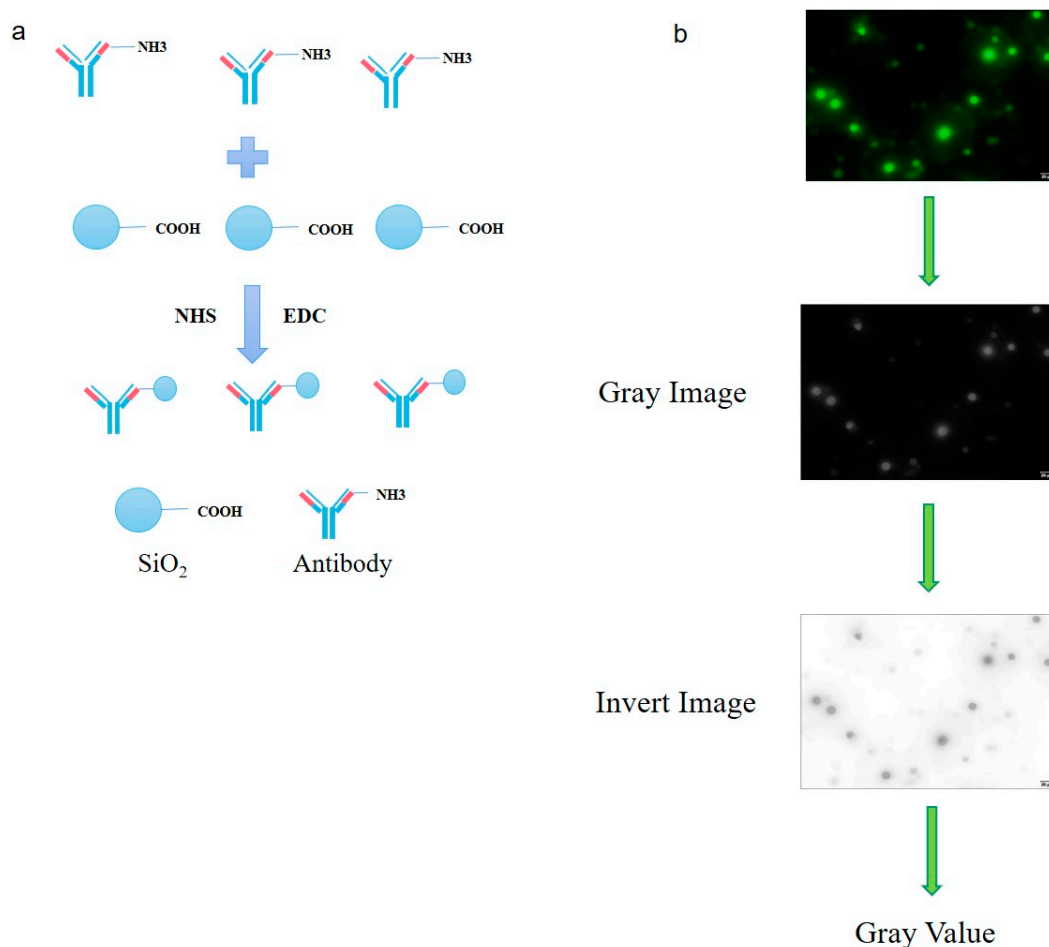 a
NH3
NH3
NH3
COOH
COOH
COOH
NHS EDC
COOH
NH3
SiO₂ Antibody
b
Gray Image
Invert Image
Gray Value